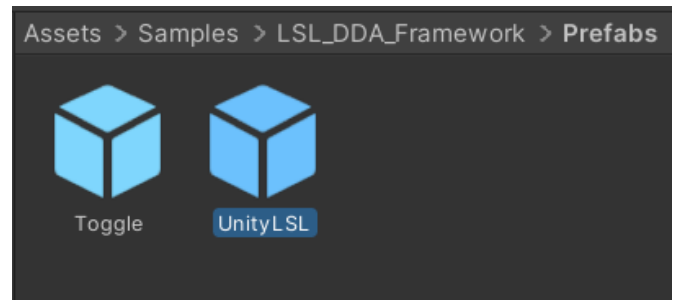 Assets > Samples > LSL_DDA_Framework > Prefabs
Toggle UnityLSL